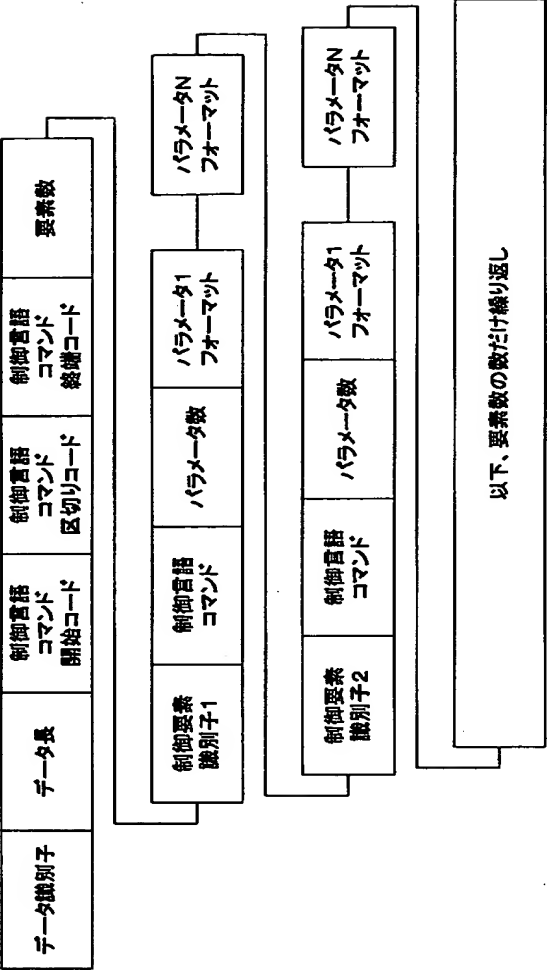 データ識別子
データ長
制御言語
コマンド
開始コード
制御言語
コマンド
区切りコード
制御言語
コマンド
終端コード
要素数
制御要素
識別子1
制御言語
コマンド
パラメータ数
パラメータ1
フォーマット
パラメータN
フォーマット
制御要素
識別子2
制御言語
コマンド
パラメータ数
パラメータ1
フォーマット
パラメータN
フォーマット
以下、要素数の数だけ繰り返し